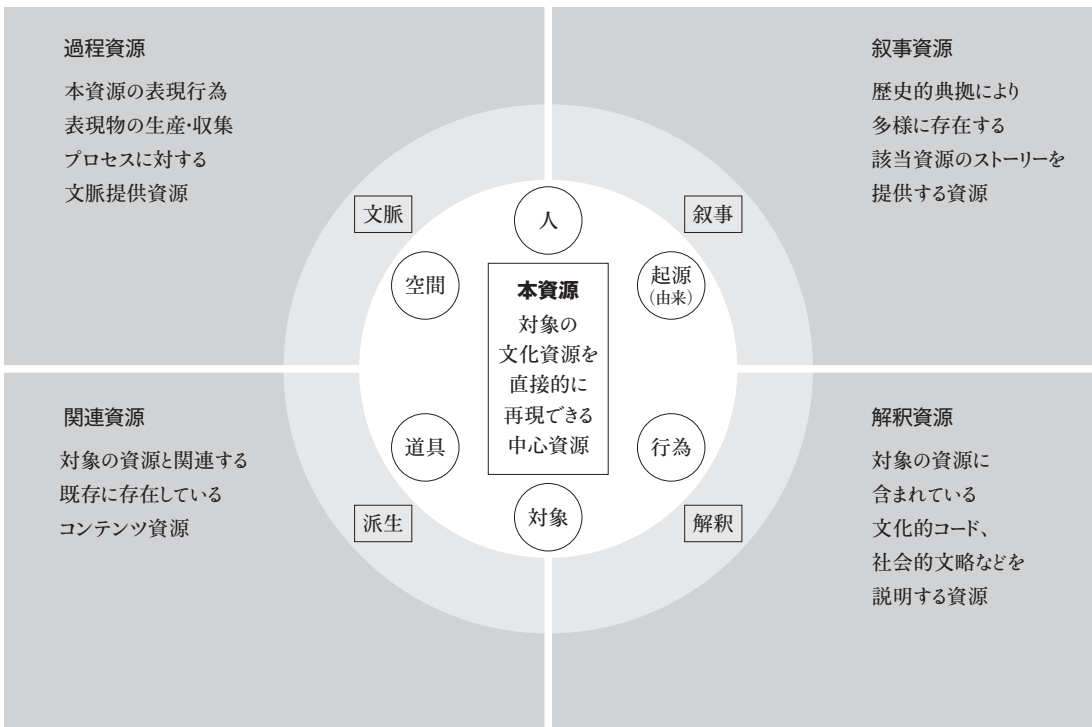 過程資源
本資源の表現行為
表現物の生産・収集
プロセスに対する
文脈提供資源
叙事資源
歴史的典拠により
多様に存在する
該当資源のストーリーを
提供する資源
文脈
叙事
人
空間
起源
(由来)
本資源
対象の
文化資源を
直接的に
再現できる
中心資源
道具
行為
対象
派生
解釈
関連資源
対象の資源と関連する
既存に存在している
コンテンツ資源
解釈資源
対象の資源に
含まれている
文化的コード、
社会的文略などを
説明する資源